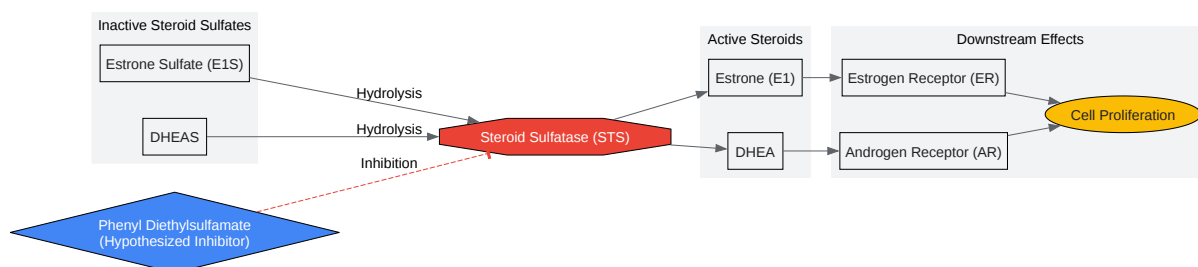 Inactive Steroid Sulfates
Estrone Sulfate (E1S)
DHEAS
Hydrolysis
Hydrolysis
Inhibition
Phenyl Diethylsulfamate
(Hypothesized Inhibitor)
Steroid Sulfatase (STS)
Active Steroids
Estrone (E1)
DHEA
Downstream Effects
Estrogen Receptor (ER)
Androgen Receptor (AR)
Cell Proliferation